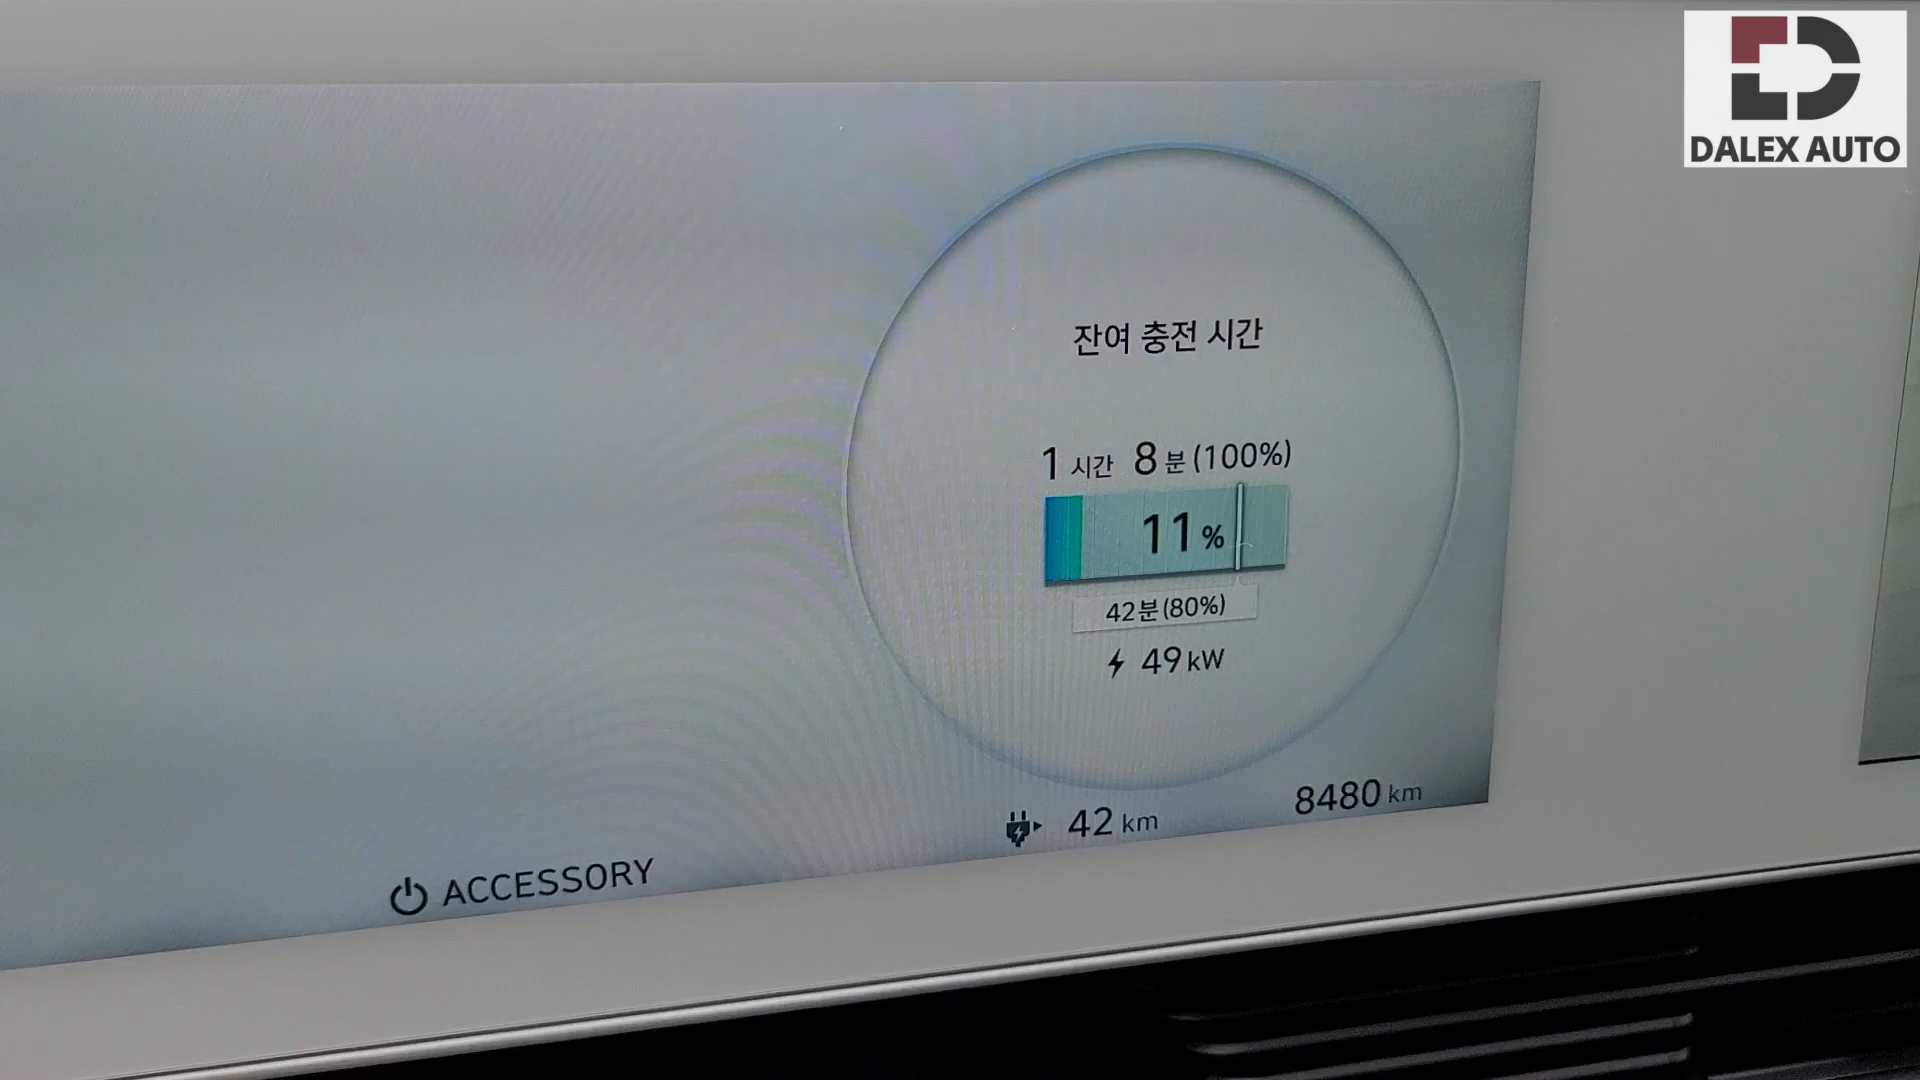 DALEX AUTO
잔여 충전 시간
1 시간 8 분 (100%)
11 %
42분 (80%)
49 kW
42 km
8480 km
ACCESSORY